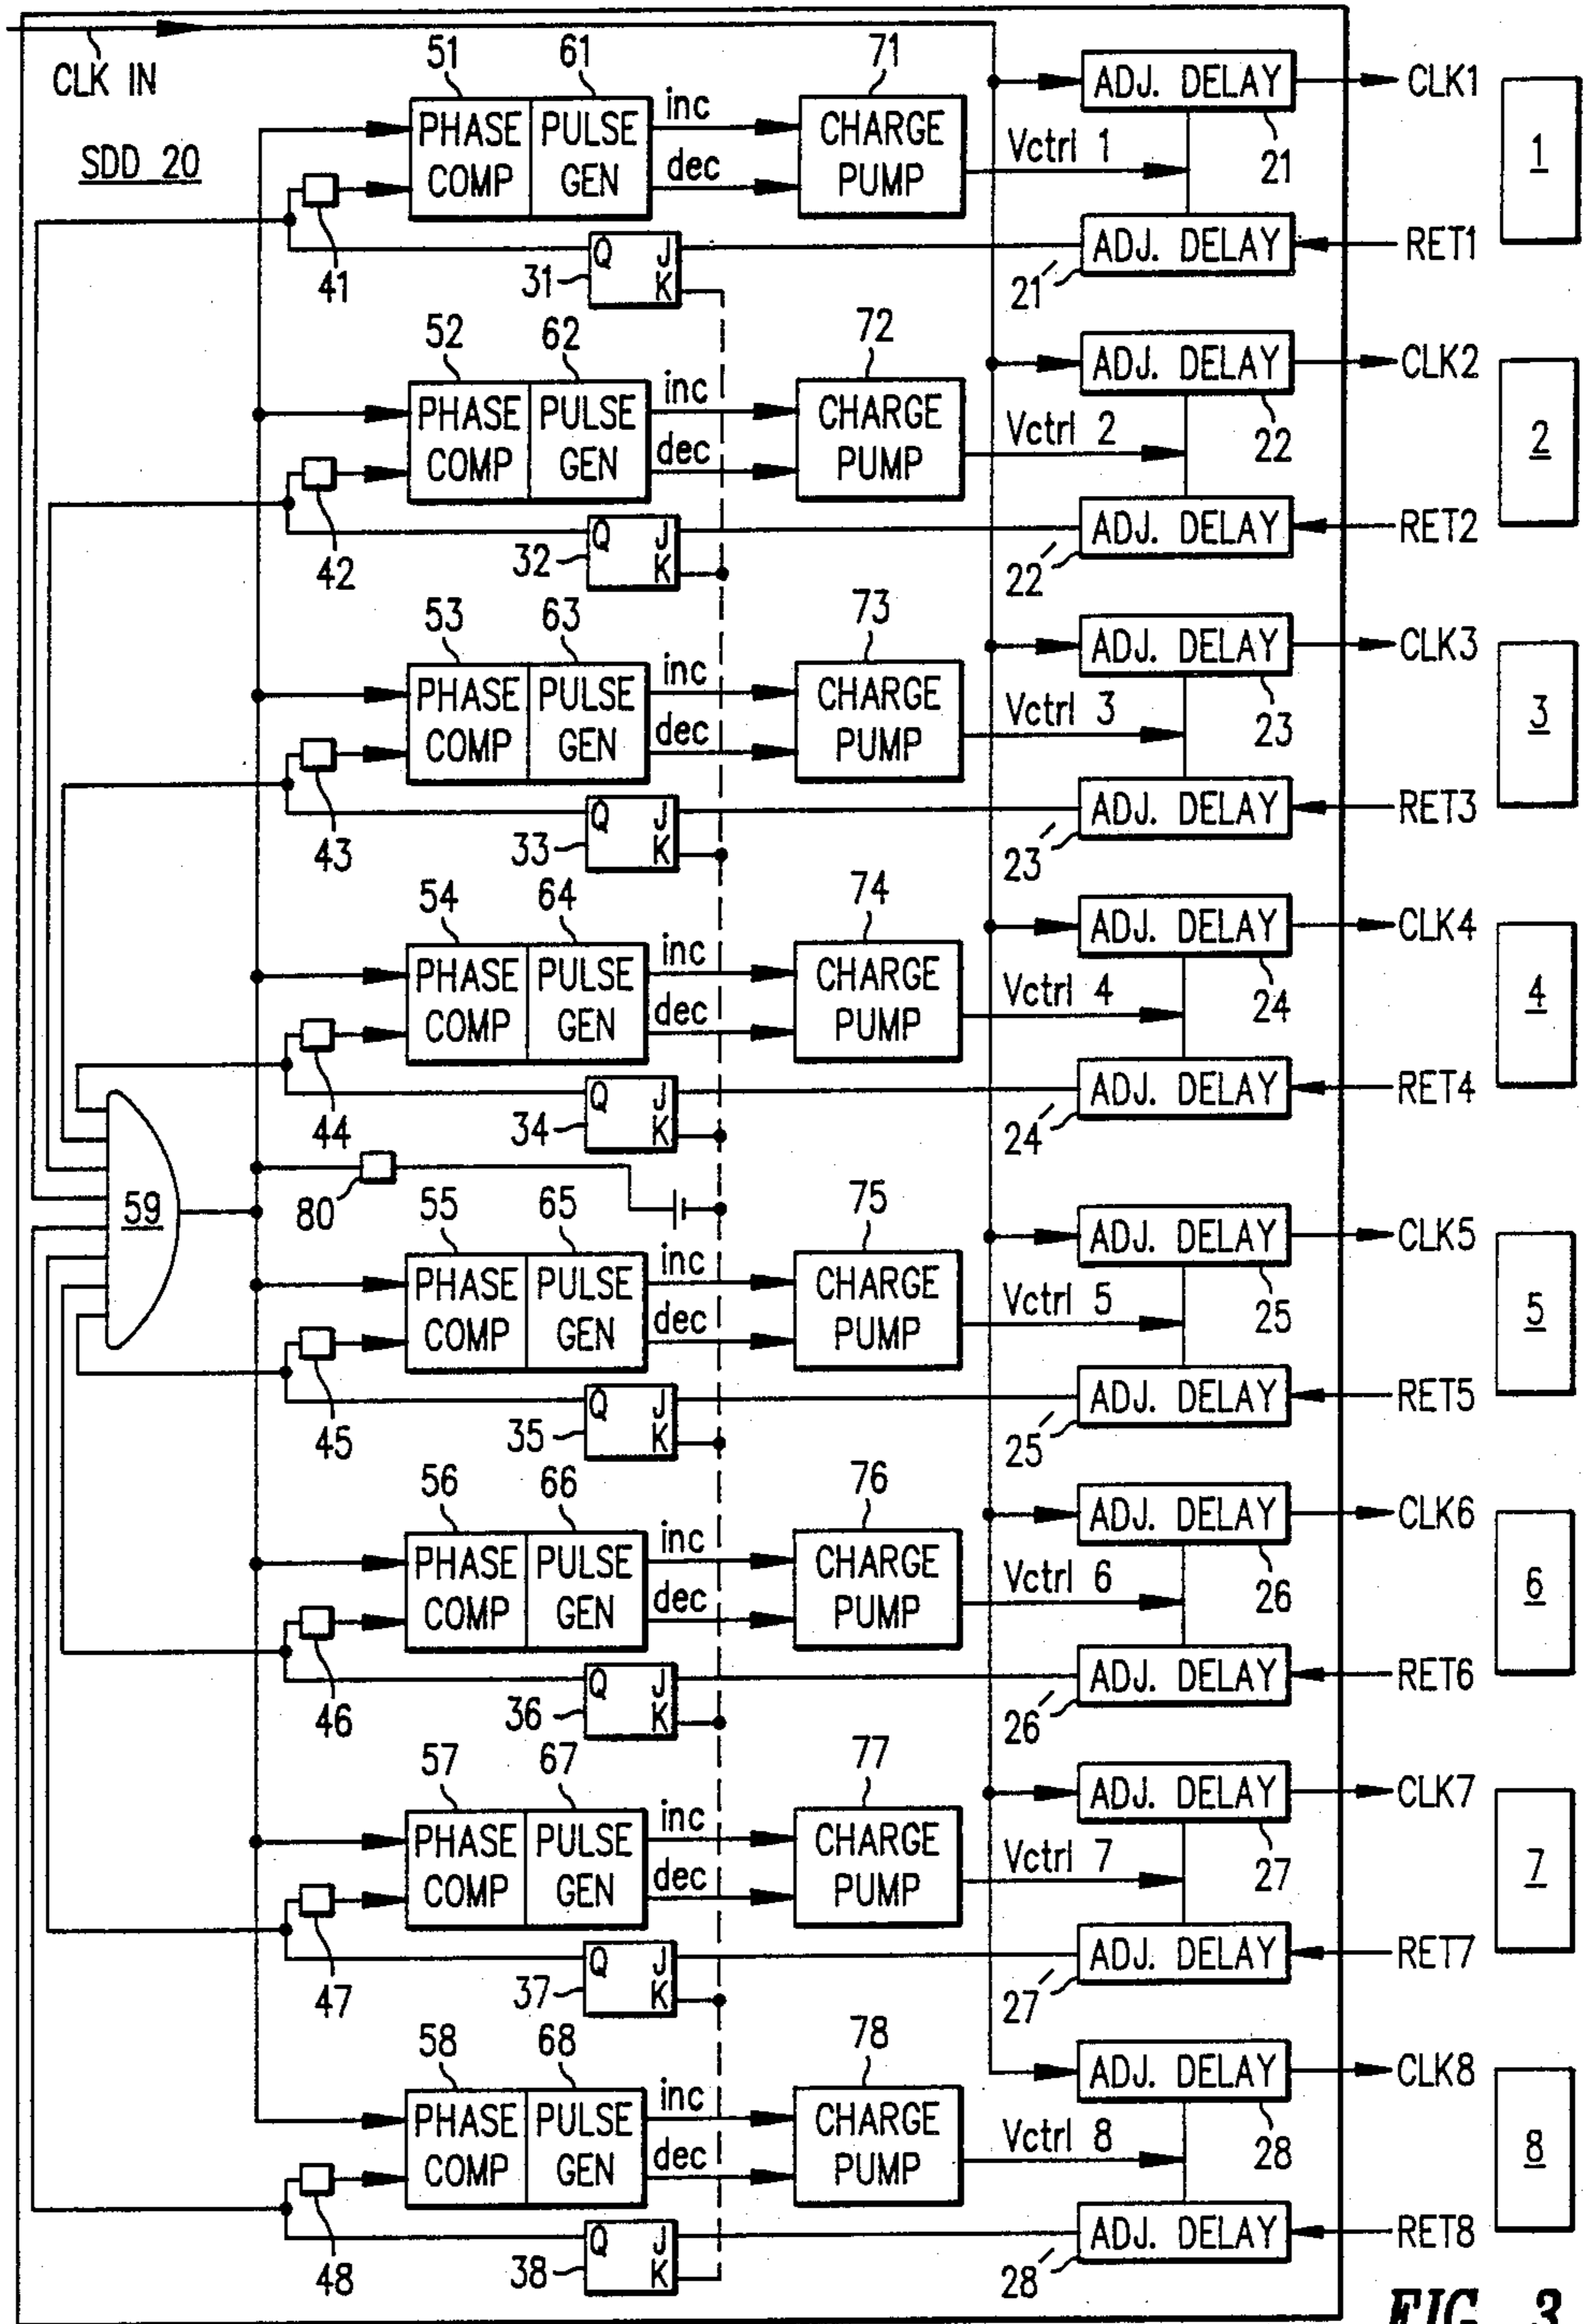 CLK IN
SDD 20
51 61 71
PHASE COMP PULSE GEN inc dec CHARGE PUMP Vctrl 1 ADJ. DELAY 21 CLK1 1
41 31 Q J K 21' ADJ. DELAY RET1
52 62 72
PHASE COMP PULSE GEN inc dec CHARGE PUMP Vctrl 2 ADJ. DELAY 22 CLK2 2
42 32 Q J K 22' ADJ. DELAY RET2
53 63 73
PHASE COMP PULSE GEN inc dec CHARGE PUMP Vctrl 3 ADJ. DELAY 23 CLK3 3
43 33 Q J K 23' ADJ. DELAY RET3
54 64 74
PHASE COMP PULSE GEN inc dec CHARGE PUMP Vctrl 4 ADJ. DELAY 24 CLK4 4
44 34 Q J K 24' ADJ. DELAY RET4
59 80
55 65 75
PHASE COMP PULSE GEN inc dec CHARGE PUMP Vctrl 5 ADJ. DELAY 25 CLK5 5
45 35 Q J K 25' ADJ. DELAY RET5
56 66 76
PHASE COMP PULSE GEN inc dec CHARGE PUMP Vctrl 6 ADJ. DELAY 26 CLK6 6
46 36 Q J K 26' ADJ. DELAY RET6
57 67 77
PHASE COMP PULSE GEN inc dec CHARGE PUMP Vctrl 7 ADJ. DELAY 27 CLK7 7
47 37 Q J K 27' ADJ. DELAY RET7
58 68 78
PHASE COMP PULSE GEN inc dec CHARGE PUMP Vctrl 8 ADJ. DELAY 28 CLK8 8
48 38 Q J K 28' ADJ. DELAY RET8
FIG. 3